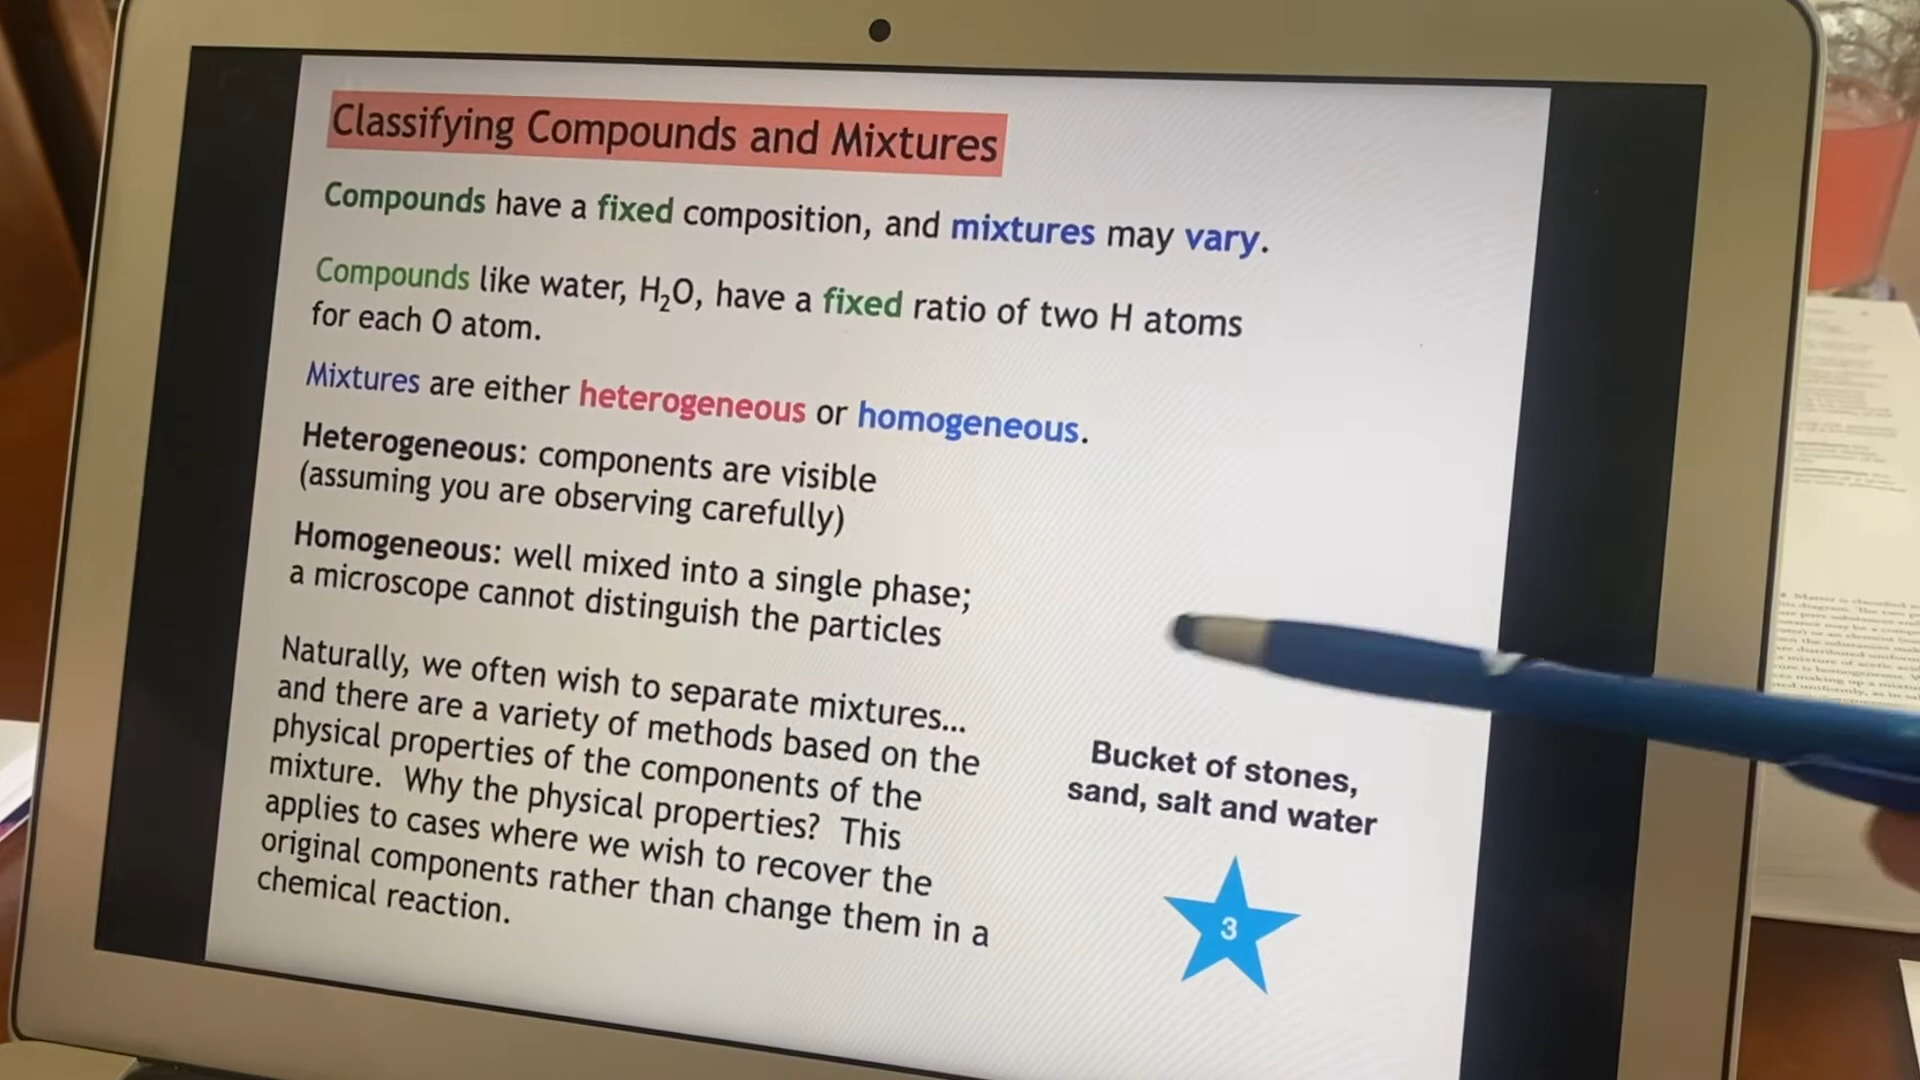 Classifying Compounds and Mixtures
Compounds have a fixed composition, and mixtures may vary.
Compounds like water, H₂O, have a fixed ratio of two H atoms
for each O atom.
Mixtures are either heterogeneous or homogeneous.
Heterogeneous: components are visible
(assuming you are observing carefully)
Homogeneous: well mixed into a single phase;
a microscope cannot distinguish the particles
Naturally, we often wish to separate mixtures...
and there are a variety of methods based on the
physical properties of the components of the
mixture. Why the physical properties? This
applies to cases where we wish to recover the
original components rather than change them in a
chemical reaction.
Bucket of stones,
sand, salt and water
3